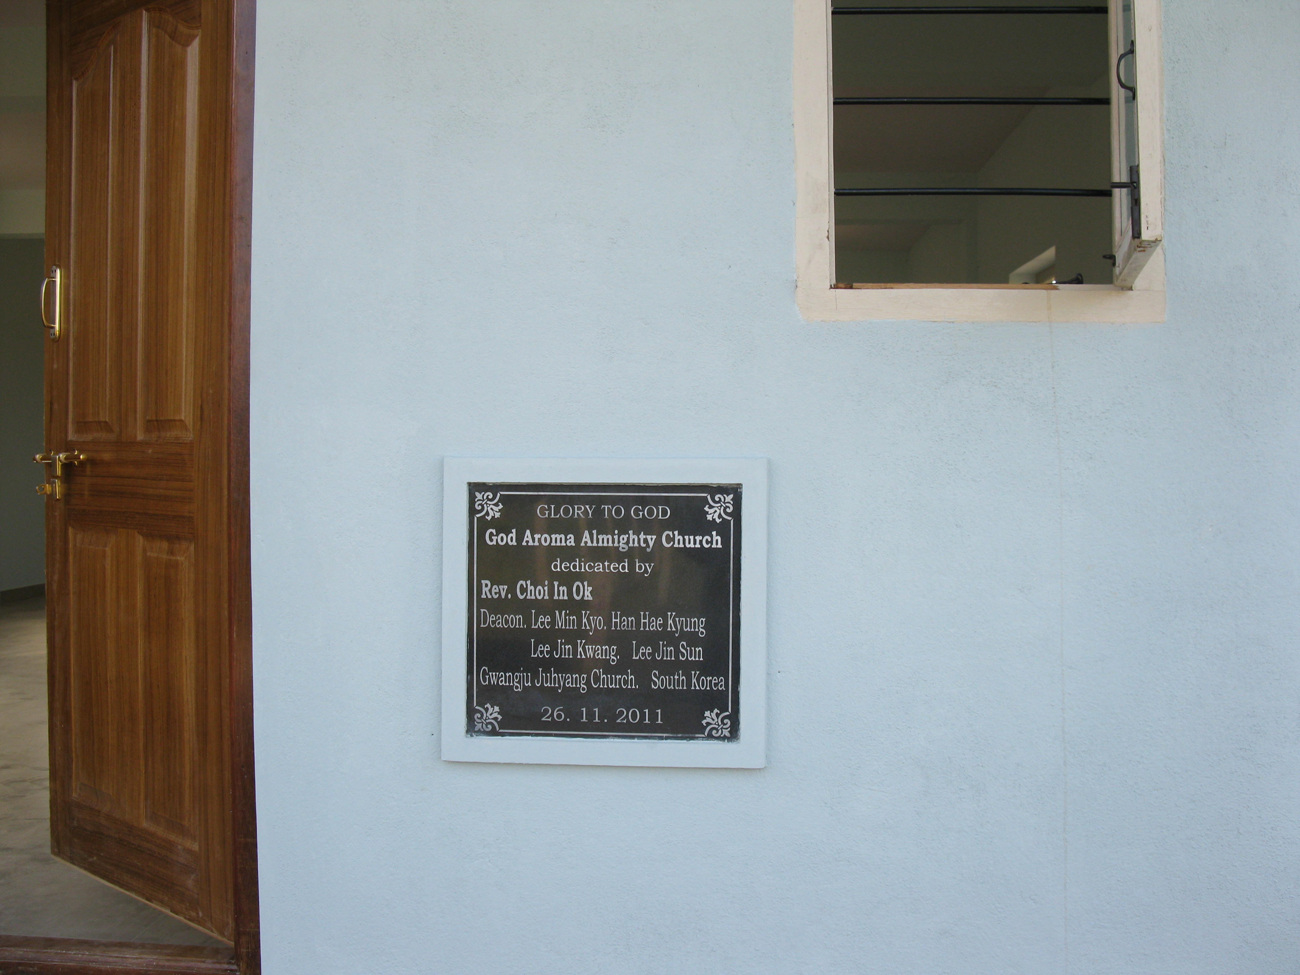 GLORY TO GOD
God Aroma Almighty Church
dedicated by
Rev. Choi In Ok
Deacon. Lee Min Kyo. Han Hae Kyung
Lee Jin Kwang. Lee Jin Sun
Gwangju Juhyang Church. South Korea
26. 11. 2011